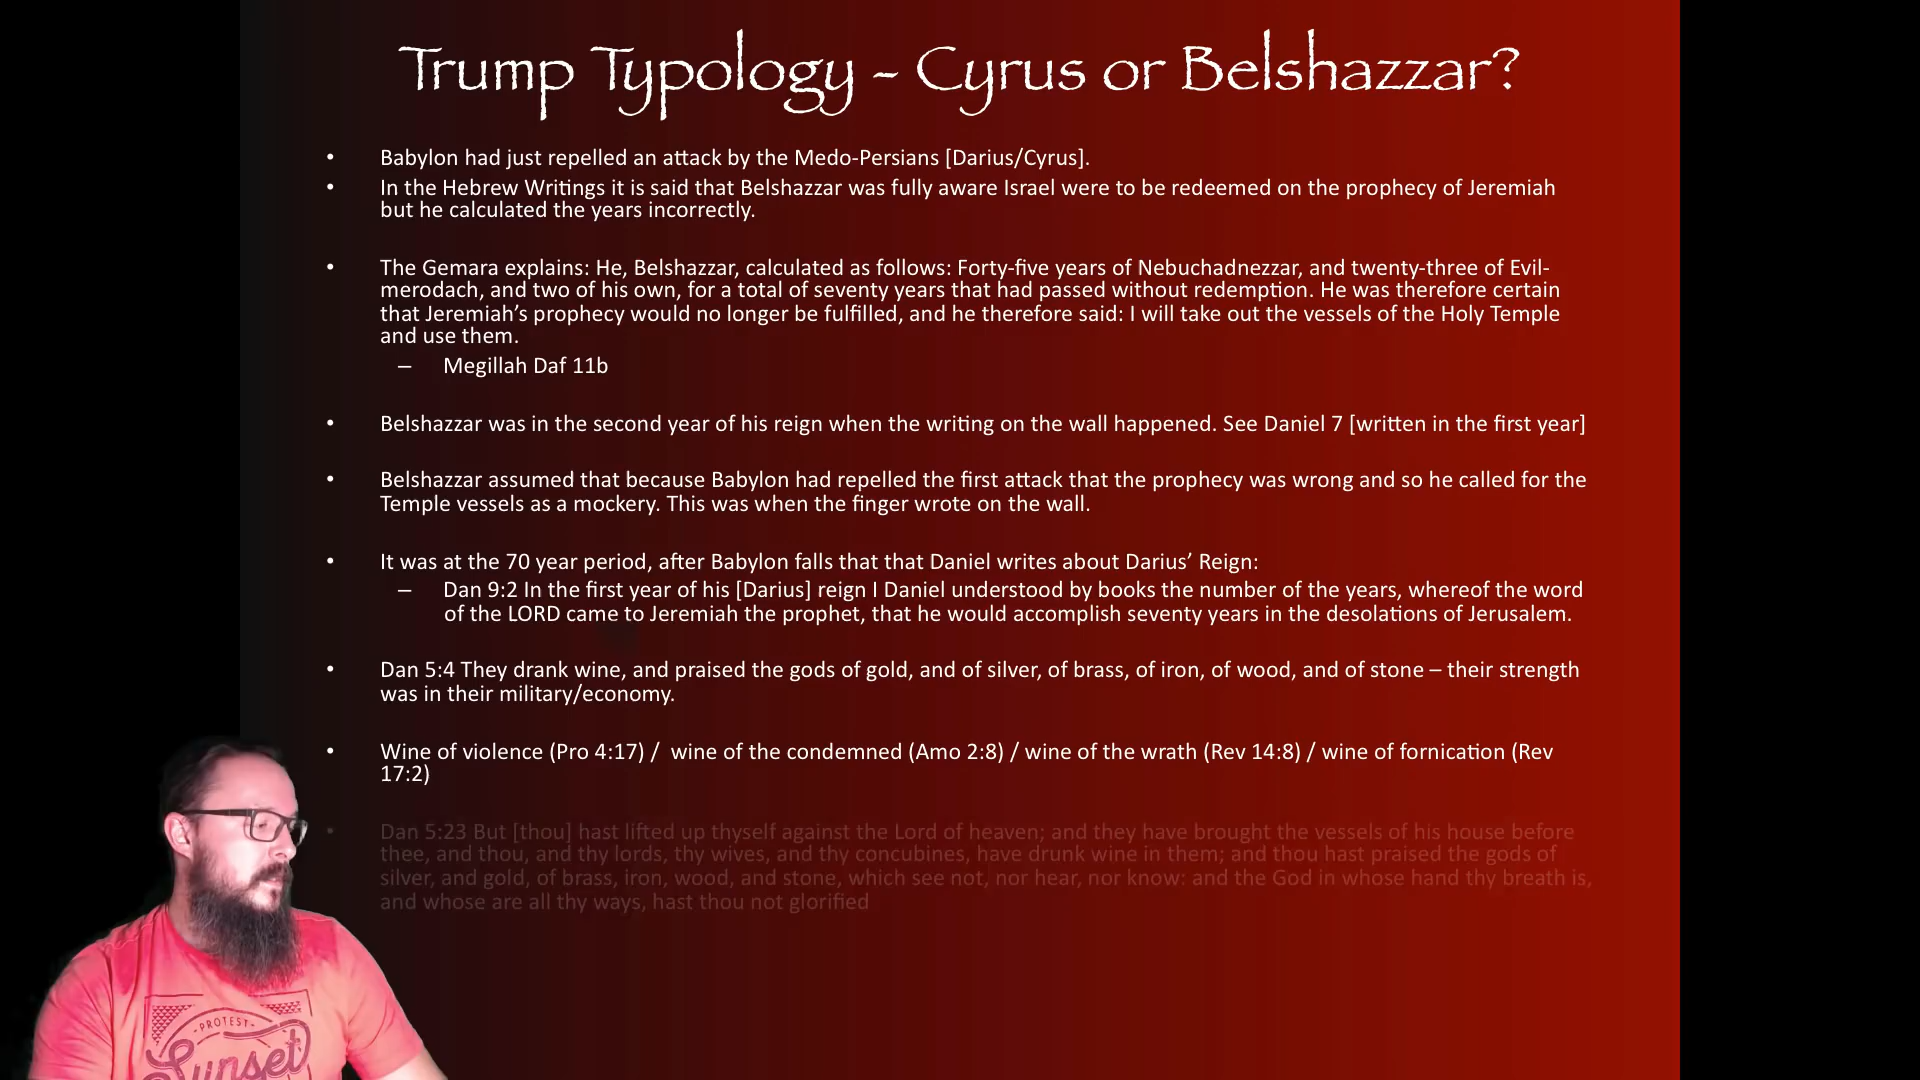 Trump Typology - Cyrus or Belshazzar?
• Babylon had just repelled an attack by the Medo-Persians [Darius/Cyrus].
• In the Hebrew Writings it is said that Belshazzar was fully aware Israel were to be redeemed on the prophecy of Jeremiah
but he calculated the years incorrectly.
• The Gemara explains: He, Belshazzar, calculated as follows: Forty-five years of Nebuchadnezzar, and twenty-three of Evil-
merodach, and two of his own, for a total of seventy years that had passed without redemption. He was therefore certain
that Jeremiah’s prophecy would no longer be fulfilled, and he therefore said: I will take out the vessels of the Holy Temple
and use them.
– Megillah Daf 11b
• Belshazzar was in the second year of his reign when the writing on the wall happened. See Daniel 7 [written in the first year]
• Belshazzar assumed that because Babylon had repelled the first attack that the prophecy was wrong and so he called for the
Temple vessels as a mockery. This was when the finger wrote on the wall.
• It was at the 70 year period, after Babylon falls that that Daniel writes about Darius’ Reign:
– Dan 9:2 In the first year of his [Darius] reign I Daniel understood by books the number of the years, whereof the word
of the LORD came to Jeremiah the prophet, that he would accomplish seventy years in the desolations of Jerusalem.
• Dan 5:4 They drank wine, and praised the gods of gold, and of silver, of brass, of iron, of wood, and of stone – their strength
was in their military/economy.
• Wine of violence (Pro 4:17) / wine of the condemned (Amo 2:8) / wine of the wrath (Rev 14:8) / wine of fornication (Rev
17:2)
• Dan 5:23 But [thou] hast lifted up thyself against the Lord of heaven; and they have brought the vessels of his house before
thee, and thou, and thy lords, thy wives, and thy concubines, have drunk wine in them; and thou hast praised the gods of
silver, and gold, of brass, iron, wood, and stone, which see not, nor hear, nor know: and the God in whose hand thy breath is,
and whose are all thy ways, hast thou not glorified
-PROTEST-
Sunset